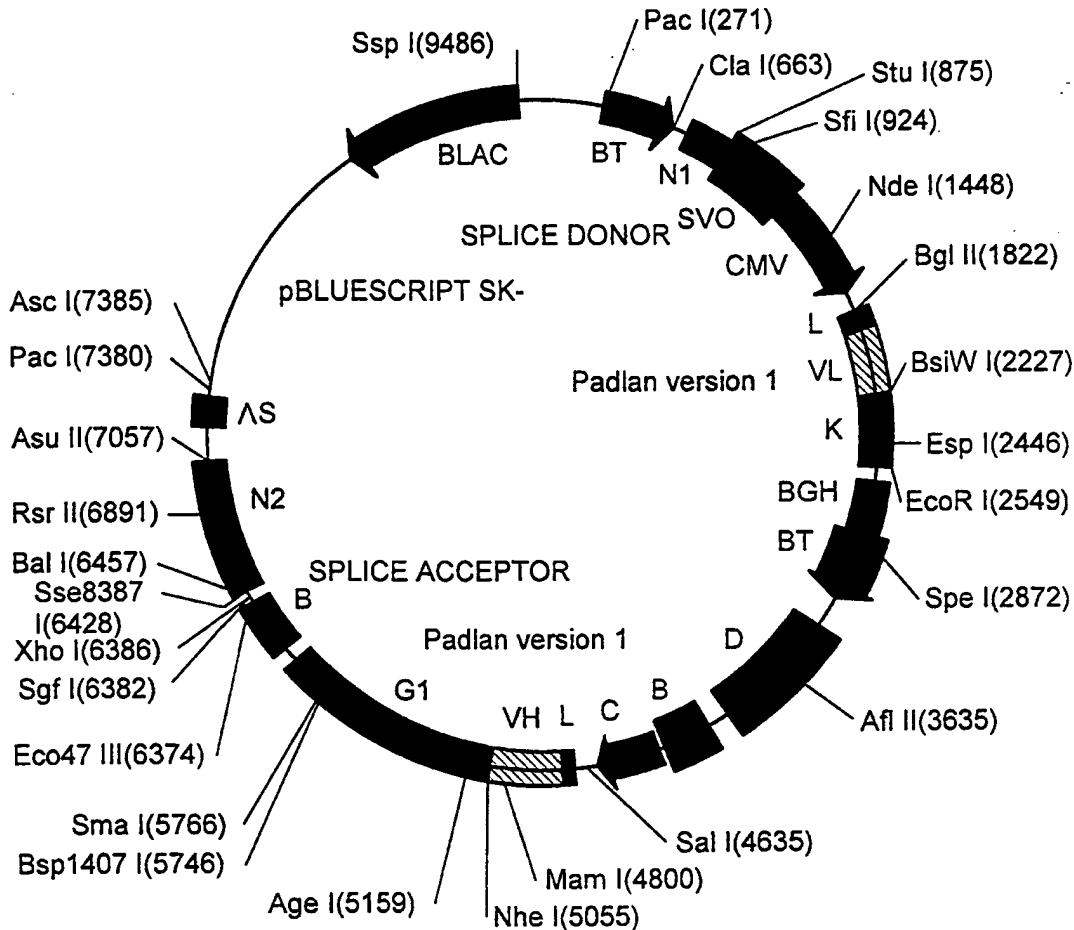 Ssp I(9486)
Pac I(271)
Cla I(663)
Stu I(875)
Sfi I(924)
BLAC
BT
N1
Nde I(1448)
SVO
SPLICE DONOR
CMV
Bgl II(1822)
pBLUESCRIPT SK-
Asc I(7385)
L
Pac I(7380)
VL
BsiW I(2227)
Padlan version 1
ΛS
K
Asu II(7057)
Esp I(2446)
N2
BGH
EcoR I(2549)
Rsr II(6891)
BT
Bal I(6457)
SPLICE ACCEPTOR
Sse8387
I(6428)
B
Spe I(2872)
Xho I(6386)
Padlan version 1
D
Sgf I(6382)
G1
VH
L
C
B
Afl II(3635)
Eco47 III(6374)
Sma I(5766)
Sal I(4635)
Bsp1407 I(5746)
Mam I(4800)
Age I(5159)
Nhe I(5055)